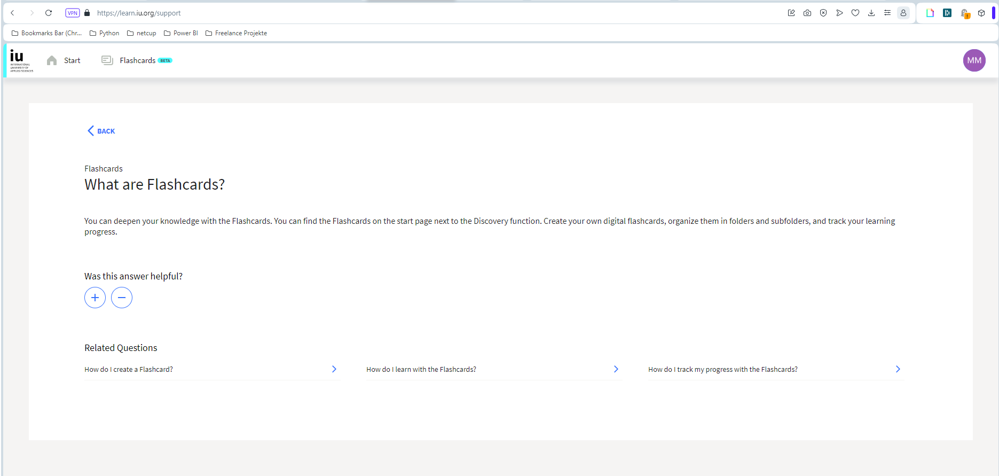 VPN https://learn.iu.org/support
Bookmarks Bar (Chr... Python netcup Power BI Freelance Projekte
iu
INTERNATIONAL
UNIVERSITY OF
APPLIED SCIENCES
Start Flashcards BETA
MM
BACK
Flashcards
What are Flashcards?
You can deepen your knowledge with the Flashcards. You can find the Flashcards on the start page next to the Discovery function. Create your own digital flashcards, organize them in folders and subfolders, and track your learning
progress.
Was this answer helpful?
Related Questions
How do I create a Flashcard? How do I learn with the Flashcards? How do I track my progress with the Flashcards?